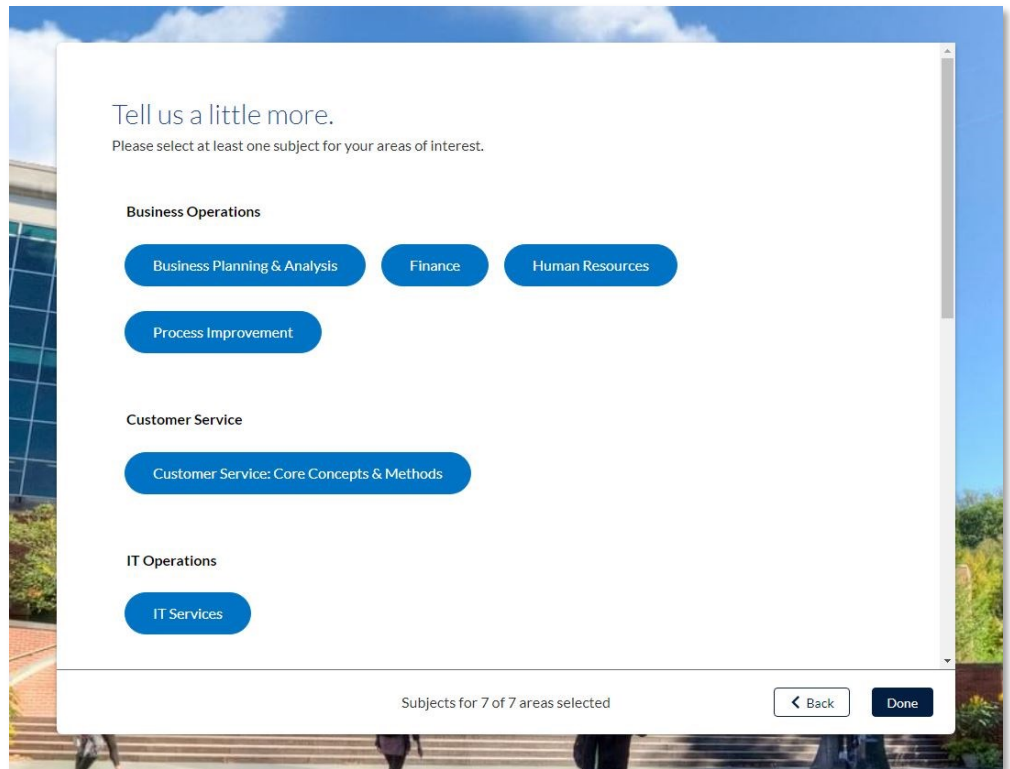 Tell us a little more.
Please select at least one subject for your areas of interest.
Business Operations
Business Planning & Analysis Finance Human Resources
Process Improvement
Customer Service
Customer Service: Core Concepts & Methods
IT Operations
IT Services
Subjects for 7 of 7 areas selected Back Done